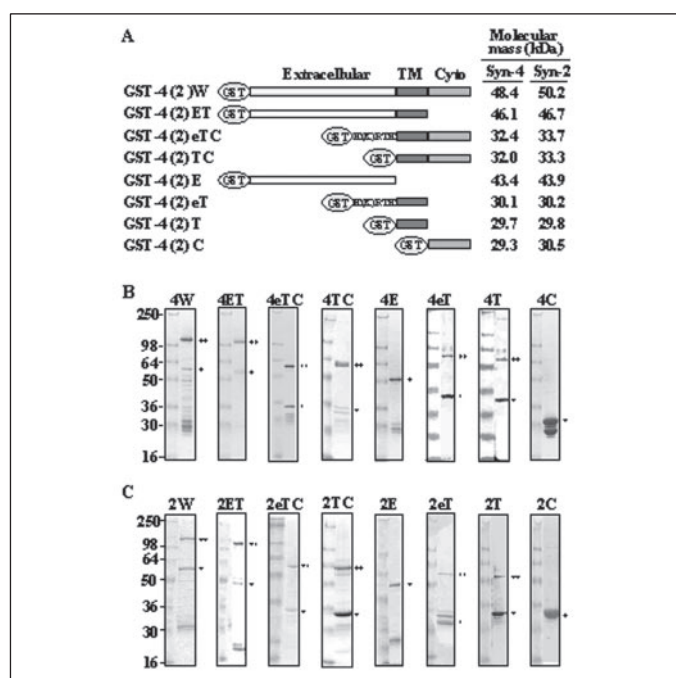 A
Molecular
mass (kDa)
Extracellular TM Cyto Syn-4 Syn-2
GST-4(2)W GST 48.4 50.2
GST-4(2)ET GST 46.1 46.7
GST-4(2)eTC GST 32.4 33.7
GST-4(2)TC GST 32.0 33.3
GST-4(2)E GST 43.4 43.9
GST-4(2)eT GST 30.1 30.2
GST-4(2)T GST 29.7 29.8
GST-4(2)C GST 29.3 30.5
B
4W 4ET 4eTC 4TC 4E 4eT 4T 4C
250
98
64
50
36
30
16
C
2W 2ET 2eTC 2TC 2E 2eT 2T 2C
250
98
64
50
36
30
16